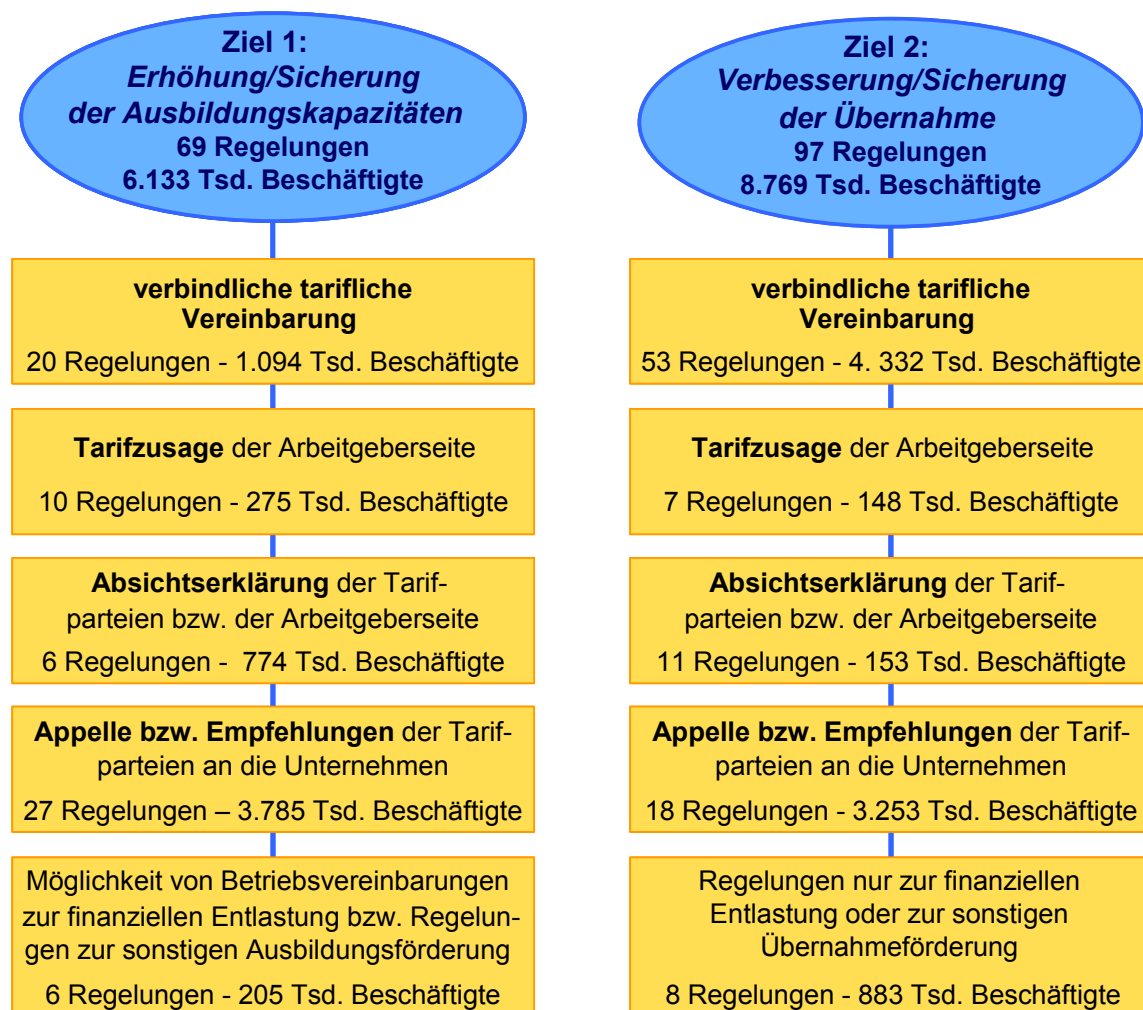 Ziel 1:
Erhöhung/Sicherung
der Ausbildungskapazitäten
69 Regelungen
6.133 Tsd. Beschäftigte
verbindliche tarifliche
Vereinbarung
20 Regelungen - 1.094 Tsd. Beschäftigte
Tarifzusage der Arbeitgeberseite
10 Regelungen - 275 Tsd. Beschäftigte
Absichtserklärung der Tarif-
parteien bzw. der Arbeitgeberseite
6 Regelungen -  774 Tsd. Beschäftigte
Appelle bzw. Empfehlungen der Tarif-
parteien an die Unternehmen
27 Regelungen – 3.785 Tsd. Beschäftigte
Möglichkeit von Betriebsvereinbarungen
zur finanziellen Entlastung bzw. Regelun-
gen zur sonstigen Ausbildungsförderung
6 Regelungen - 205 Tsd. Beschäftigte
Ziel 2:
Verbesserung/Sicherung
der Übernahme
97 Regelungen
8.769 Tsd. Beschäftigte
verbindliche tarifliche
Vereinbarung
53 Regelungen - 4. 332 Tsd. Beschäftigte
Tarifzusage der Arbeitgeberseite
7 Regelungen - 148 Tsd. Beschäftigte
Absichtserklärung der Tarif-
parteien bzw. der Arbeitgeberseite
11 Regelungen - 153 Tsd. Beschäftigte
Appelle bzw. Empfehlungen der Tarif-
parteien an die Unternehmen
18 Regelungen - 3.253 Tsd. Beschäftigte
Regelungen nur zur finanziellen
Entlastung oder zur sonstigen
Übernahmeförderung
8 Regelungen - 883 Tsd. Beschäftigte